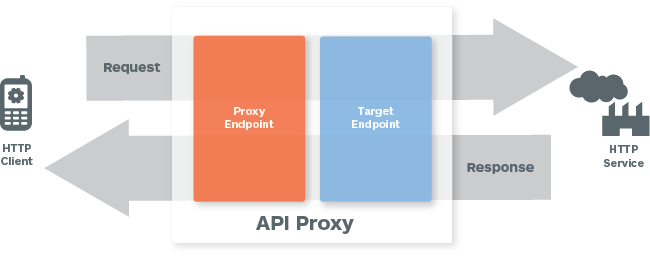 Request
Proxy
Endpoint
Target
Endpoint
HTTP
Client
HTTP
Service
Response
API Proxy